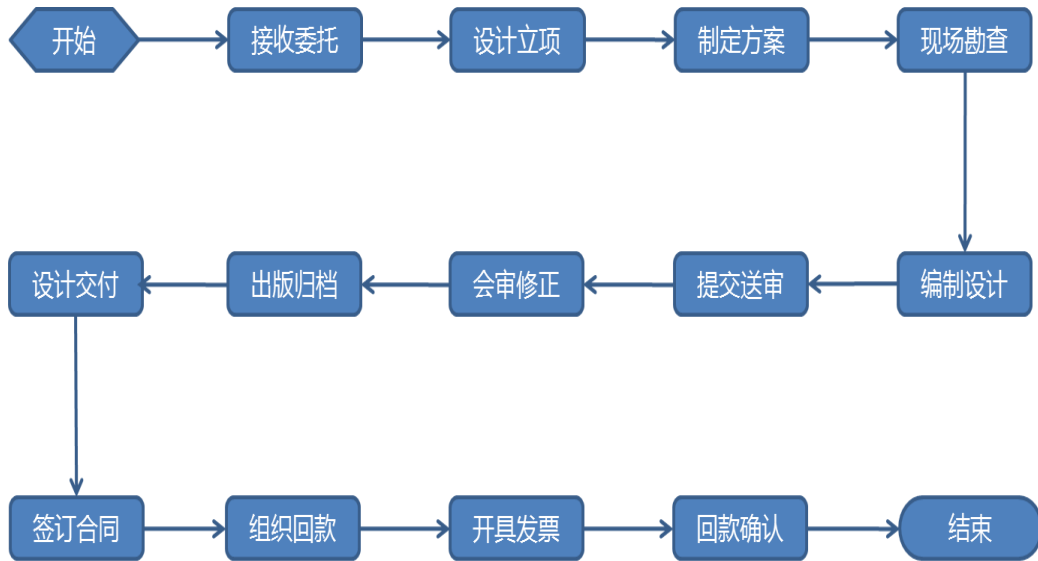 开始
接收委托
设计立项
制定方案
现场勘查
编制设计
提交送审
会审修正
出版归档
设计交付
签订合同
组织回款
开具发票
回款确认
结束